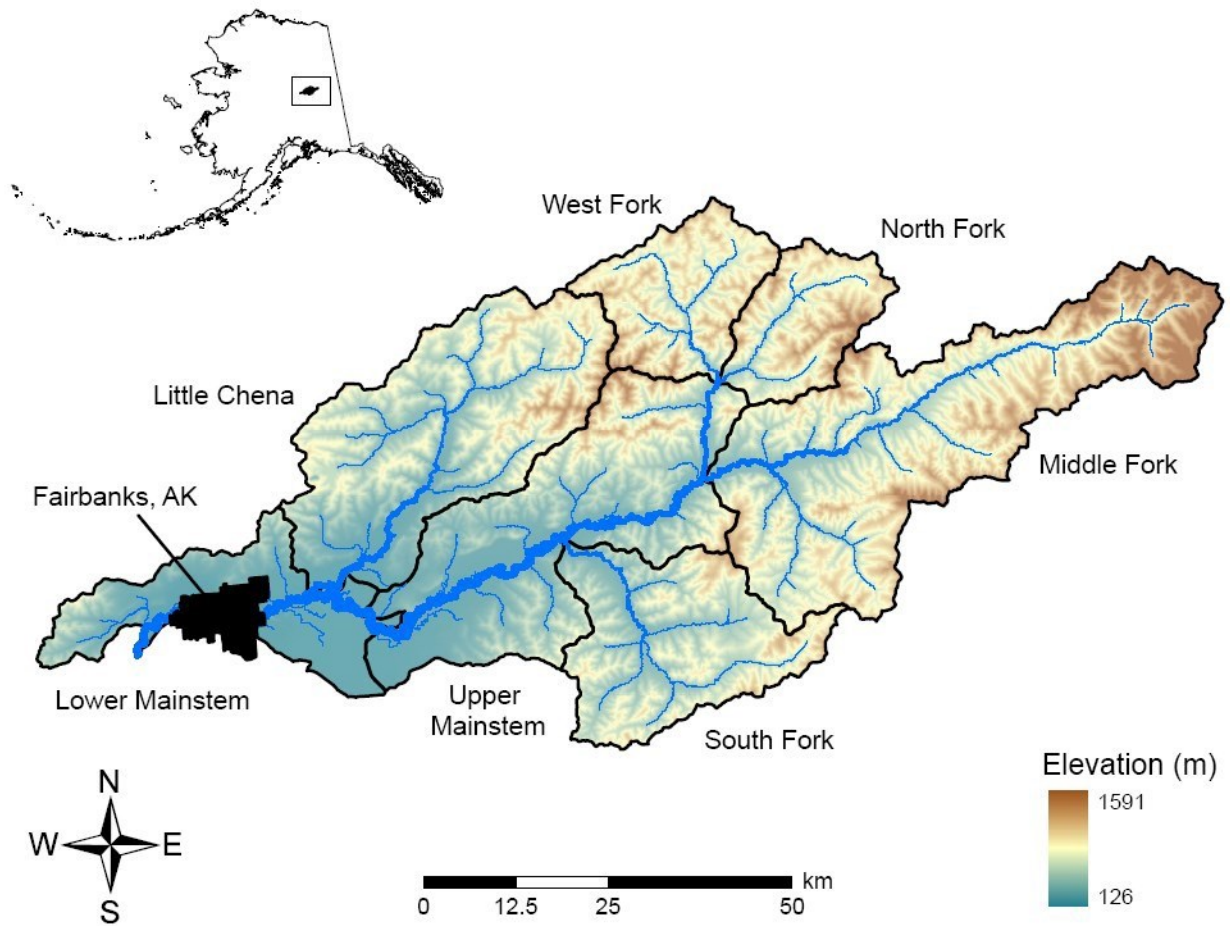 West Fork
North Fork
Little Chena
Middle Fork
Fairbanks, AK
Lower Mainstem
Upper
Mainstem
South Fork
Elevation (m)
1591
126
N
W E
S
km
0 12.5 25 50